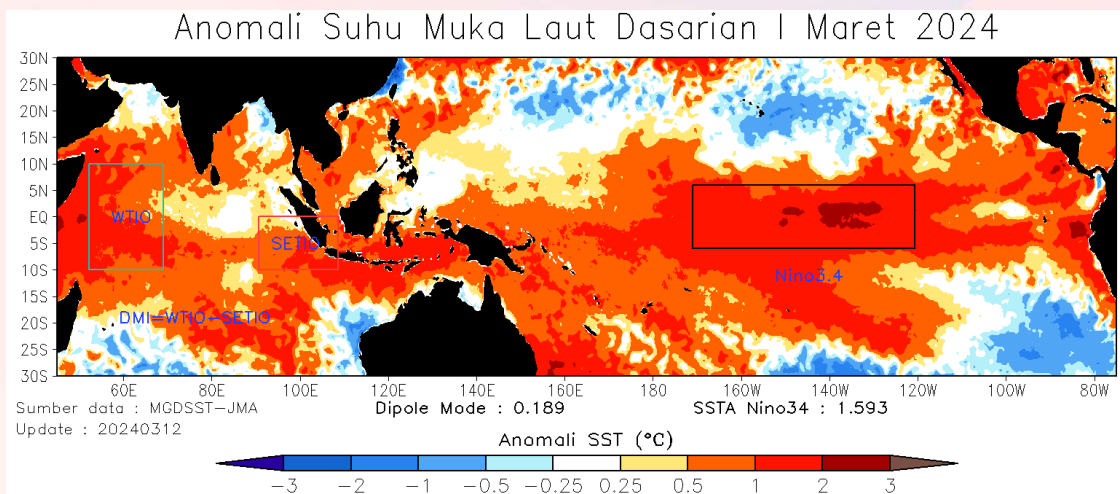 Anomali Suhu Muka Laut Dasarian I Maret 2024
30N
25N
20N
15N
10N
5N
EQ
5S
10S
15S
20S
25S
30S
WTIO
SETIO
Nino3.4
DMI=WTIO-SETIO
60E 80E 100E 120E 140E 160E 180 160W 140W 120W 100W 80W
Sumber data : MGDSST-JMA
Dipole Mode : 0.189
SSTA Nino34 : 1.593
Update : 20240312
Anomali SST (°C)
-3 -2 -1 -0.5 -0.25 0.25 0.5 1 2 3